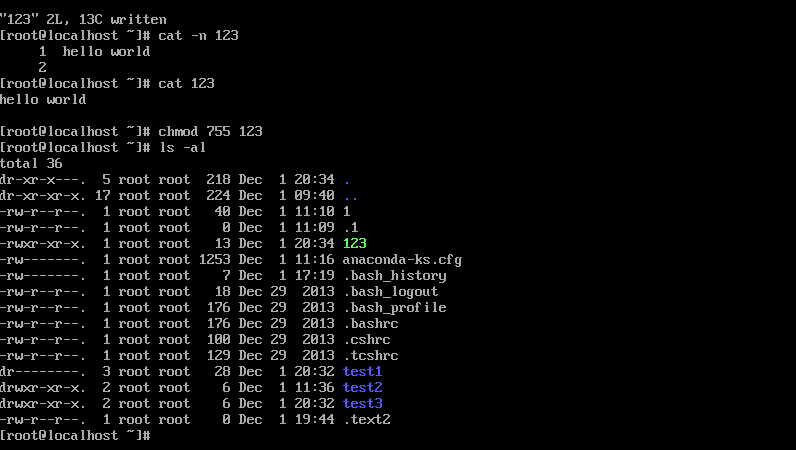 "123" 2L, 13C written
[root@localhost ~]# cat -n 123
     1  hello world
     2
[root@localhost ~]# cat 123
hello world

[root@localhost ~]# chmod 755 123
[root@localhost ~]# ls -al
total 36
dr-xr-x---.  5 root root  218 Dec  1 20:34 .
dr-xr-xr-x. 17 root root  224 Dec  1 09:40 ..
-rw-r--r--.  1 root root   40 Dec  1 11:10 1
-rw-r--r--.  1 root root    0 Dec  1 11:09 .1
-rwxr-xr-x.  1 root root   13 Dec  1 20:34 123
-rw-------.  1 root root 1253 Dec  1 11:16 anaconda-ks.cfg
-rw-------.  1 root root    7 Dec  1 17:19 .bash_history
-rw-r--r--.  1 root root   18 Dec 29  2013 .bash_logout
-rw-r--r--.  1 root root  176 Dec 29  2013 .bash_profile
-rw-r--r--.  1 root root  176 Dec 29  2013 .bashrc
-rw-r--r--.  1 root root  100 Dec 29  2013 .cshrc
-rw-r--r--.  1 root root  129 Dec 29  2013 .tcshrc
dr--------.  3 root root   28 Dec  1 20:32 test1
drwxr-xr-x.  2 root root    6 Dec  1 11:36 test2
drwxr-xr-x.  2 root root    6 Dec  1 20:32 test3
-rw-r--r--.  1 root root    0 Dec  1 19:44 .text2
[root@localhost ~]#